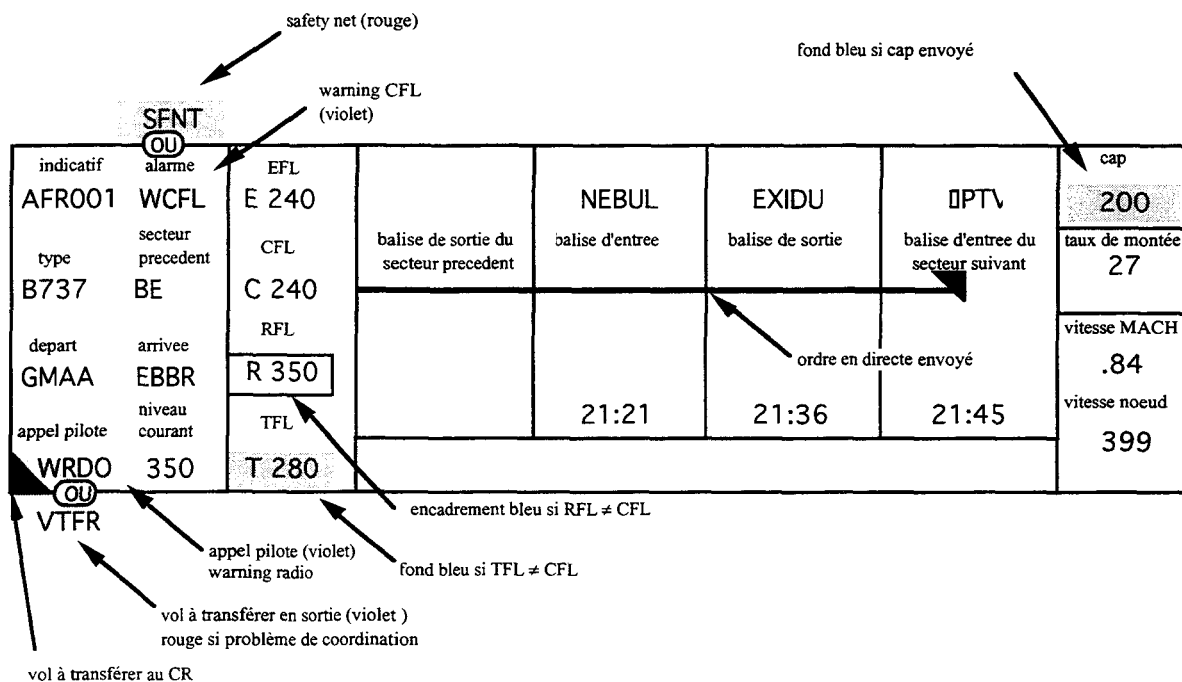 safety net (rouge)
fond bleu si cap envoyé
warning CFL
(violet)
SFNT
OU
indicatif alarme
AFR001 WCFL
secteur
type precedent
B737 BE
depart arrivee
GMAA EBBR
niveau
appel pilote courant
WRDO 350
OU
VTFR
EFL
E 240
CFL
C 240
RFL
R 350
TFL
T 280
balise de sortie du
secteur precedent
NEBUL
balise d'entree
21:21
EXIDU
balise de sortie
21:36
balise d'entree du
secteur suivant
21:45
cap
200
taux de montée
27
vitesse MACH
.84
vitesse noeud
399
ordre en directe envoyé
encadrement bleu si RFL ≠ CFL
appel pilote (violet)
warning radio
fond bleu si TFL ≠ CFL
vol à transférer en sortie (violet )
rouge si problème de coordination
vol à transférer au CR